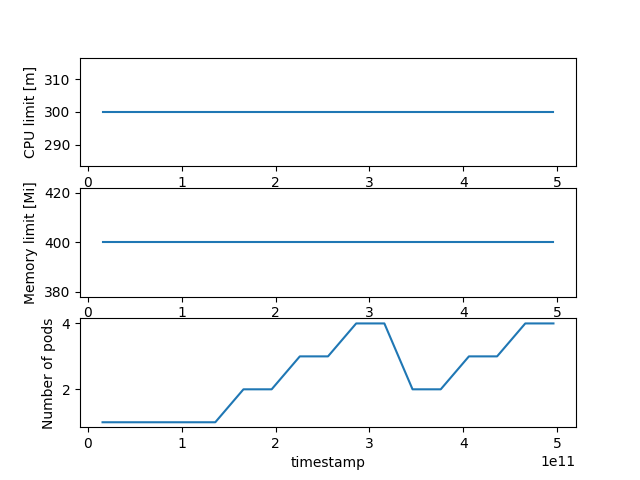 CPU limit [m]
310
300
290
0 1 2 3 4 5
Memory limit [Mi]
420
400
380
0 1 2 3 4 5
Number of pods
4
2
0 1 2 3 4 5
timestamp
1e11